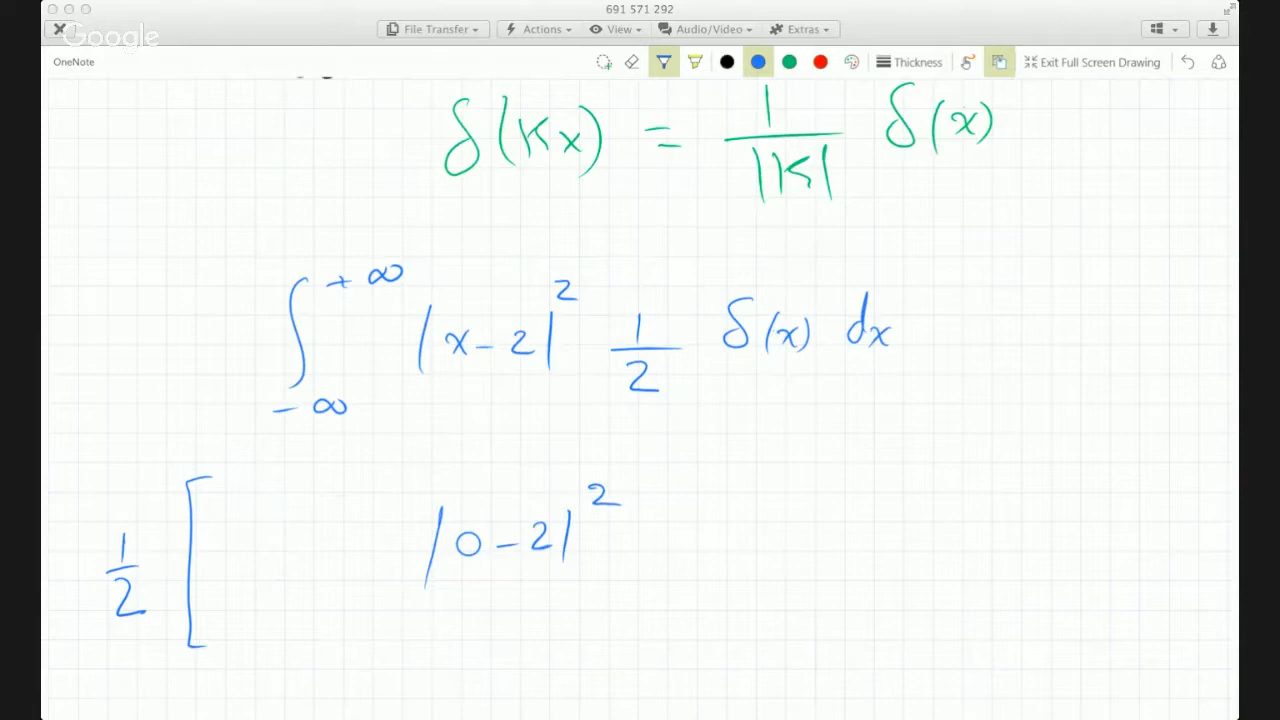 691 571 292
Google
File Transfer Actions View Audio/Video Extras
OneNote Thickness Exit Full Screen Drawing
δ(Kx) = 1/|K| δ(x)
∫_{-∞}^{+∞} |x-2|² 1/2 δ(x) dx
1/2 [ |0-2|²